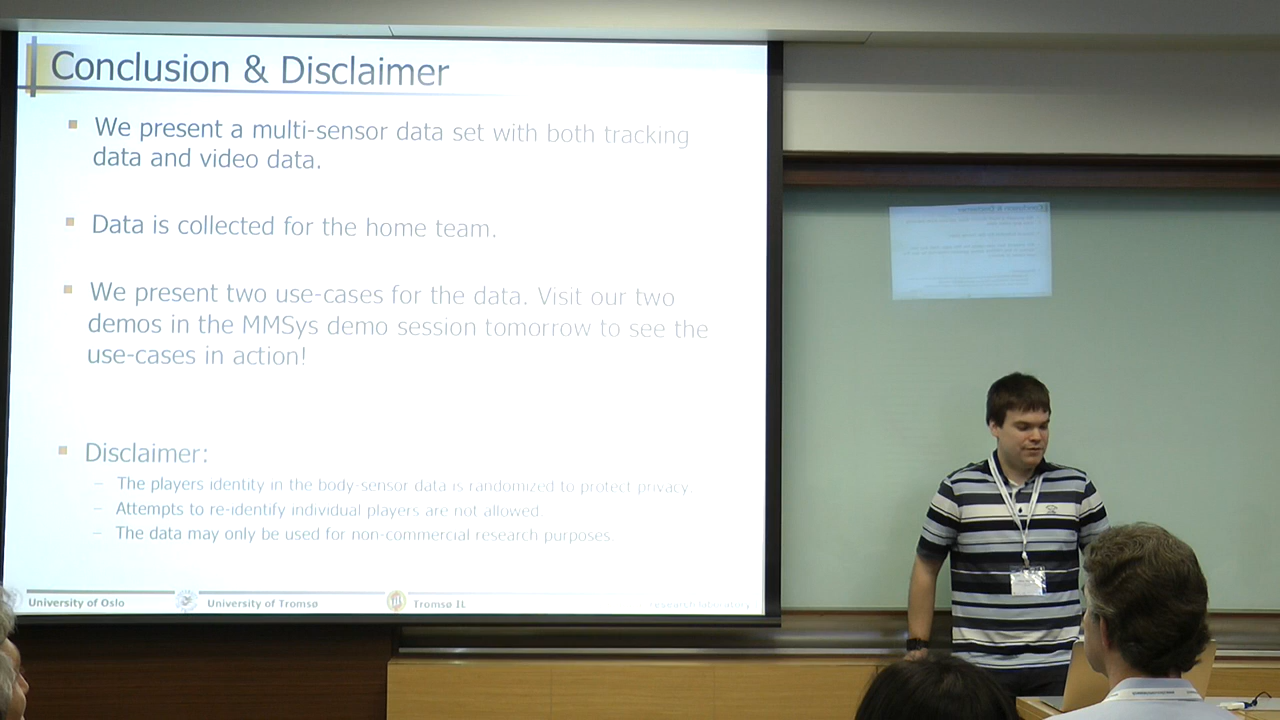 Conclusion & Disclaimer
We present a multi-sensor data set with both tracking
data and video data.
Data is collected for the home team.
We present two use-cases for the data. Visit our two
demos in the MMSys demo session tomorrow to see the
use-cases in action!
Disclaimer:
– The players identity in the body-sensor data is randomized to protect privacy.
– Attempts to re-identify individual players are not allowed.
– The data may only be used for non-commercial research purposes.
University of Oslo
University of Tromsø
Tromsø IL
research laboratory